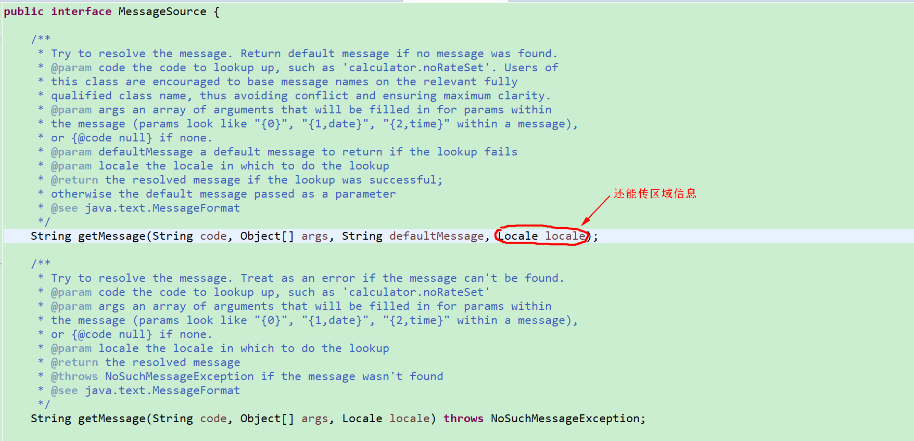 public interface MessageSource {
/**
* Try to resolve the message. Return default message if no message was found.
* @param code the code to lookup up, such as 'calculator.noRateSet'. Users of
* this class are encouraged to base message names on the relevant fully
* qualified class name, thus avoiding conflict and ensuring maximum clarity.
* @param args an array of arguments that will be filled in for params within
* the message (params look like "{0}", "{1,date}", "{2,time}" within a message),
* or {@code null} if none.
* @param defaultMessage a default message to return if the lookup fails
* @param locale the locale in which to do the lookup
* @return the resolved message if the lookup was successful;
* otherwise the default message passed as a parameter
* @see java.text.MessageFormat
*/
还能传区域信息
String getMessage(String code, Object[] args, String defaultMessage, Locale locale);
/**
* Try to resolve the message. Treat as an error if the message can't be found.
* @param code the code to lookup up, such as 'calculator.noRateSet'
* @param args an array of arguments that will be filled in for params within
* the message (params look like "{0}", "{1,date}", "{2,time}" within a message),
* or {@code null} if none.
* @param locale the locale in which to do the lookup
* @return the resolved message
* @throws NoSuchMessageException if the message wasn't found
* @see java.text.MessageFormat
*/
String getMessage(String code, Object[] args, Locale locale) throws NoSuchMessageException;